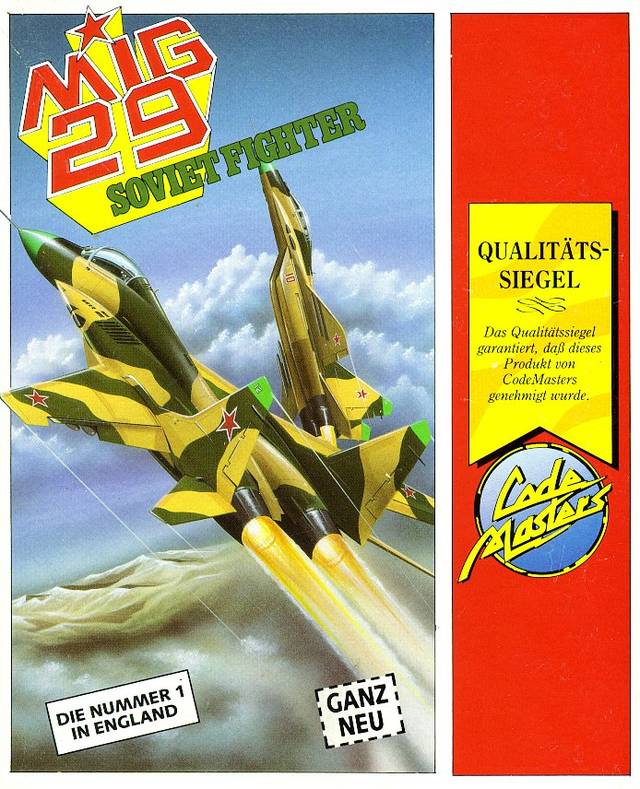 MiG
29
SOVIET FIGHTER
DIE NUMMER 1
IN ENGLAND
GANZ
NEU
QUALITÄTS-
SIEGEL
Das Qualitätssiegel
garantiert, daß dieses
Produkt von
CodeMasters
genehmigt wurde.
Code
Masters